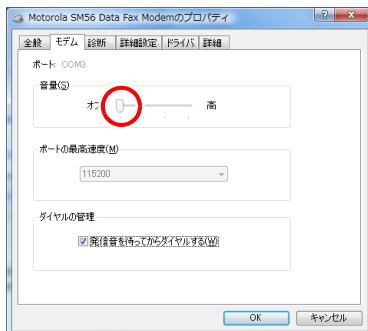 Motorola SM56 Data Fax Modemのプロパティ
全般 モデム 診断 詳細設定 ドライバ 詳細
ポート: COM3
音量(S)
オフ 高
ポートの最高速度(M)
115200
ダイヤルの管理
発信音を待ってからダイヤルする(W)
OK キャンセル